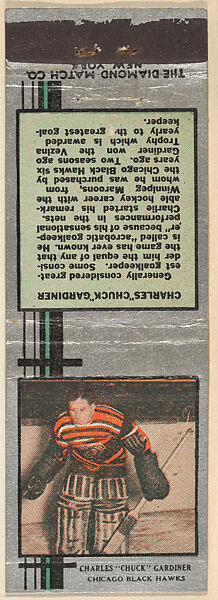 CHARLES "CHUCK" GARDINER
Generally considered great-
est goalkeeper. Some consi-
der him the equal of any that
the game has ever known. He
is called "acrobatic goalkeep-
er" because of his sensational
performances in the nets.
Charlie started his remark-
able hockey career with the
Winnipeg Maroons, from
whom he was purchased by
the Chicago Black Hawks six
years ago. Two seasons ago
Gardiner won the Vezina
Trophy which is awarded
yearly to the greatest goal-
keeper.
THE DIAMOND MATCH CO.
NEW YORK
CHARLES "CHUCK" GARDINER
CHICAGO BLACK HAWKS